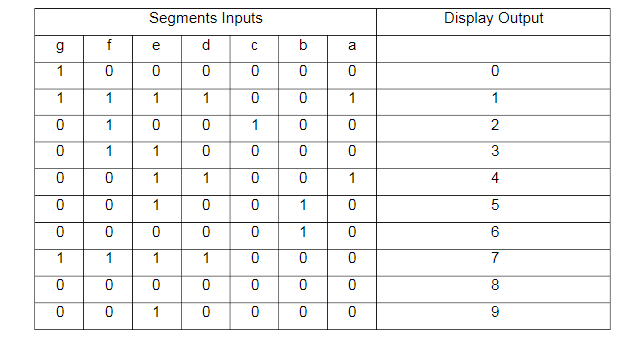 Segments Inputs Display Output
g f e d c b a
1 0 0 0 0 0 0 0
1 1 1 1 0 0 1 1
0 1 0 0 1 0 0 2
0 1 1 0 0 0 0 3
0 0 1 1 0 0 1 4
0 0 1 0 0 1 0 5
0 0 0 0 0 1 0 6
1 1 1 1 0 0 0 7
0 0 0 0 0 0 0 8
0 0 1 0 0 0 0 9